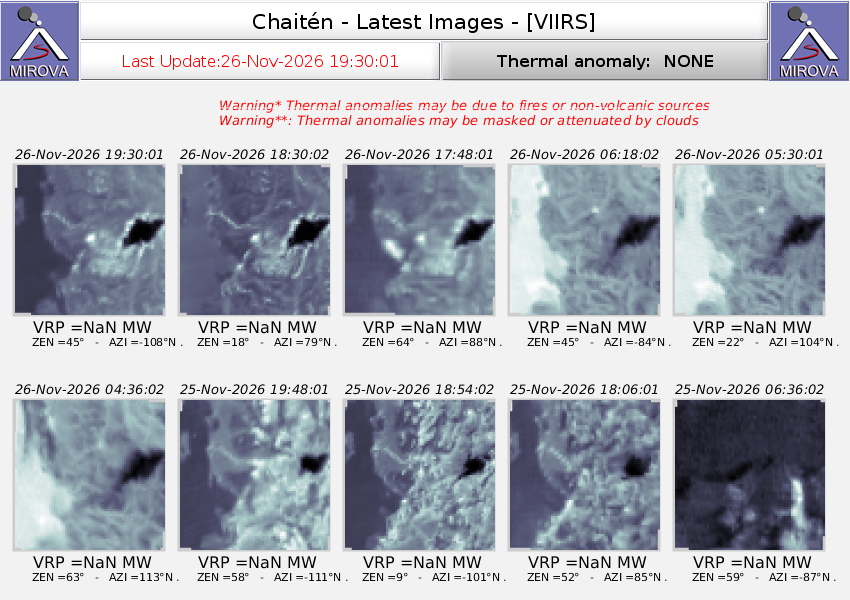 Chaitén - Latest Images - [VIIRS]
MIROVA
Last Update:26-Nov-2026 19:30:01
Thermal anomaly: NONE
MIROVA
Warning* Thermal anomalies may be due to fires or non-volcanic sources
Warning**: Thermal anomalies may be masked or attenuated by clouds
26-Nov-2026 19:30:01 26-Nov-2026 18:30:02 26-Nov-2026 17:48:01 26-Nov-2026 06:18:02 26-Nov-2026 05:30:01
VRP =NaN MW VRP =NaN MW VRP =NaN MW VRP =NaN MW VRP =NaN MW
ZEN =45° - AZI =-108°N . ZEN =18° - AZI =79°N . ZEN =64° - AZI =88°N . ZEN =45° - AZI =-84°N . ZEN =22° - AZI =104°N .
26-Nov-2026 04:36:02 25-Nov-2026 19:48:01 25-Nov-2026 18:54:02 25-Nov-2026 18:06:01 25-Nov-2026 06:36:02
VRP =NaN MW VRP =NaN MW VRP =NaN MW VRP =NaN MW VRP =NaN MW
ZEN =63° - AZI =113°N . ZEN =58° - AZI =-111°N . ZEN =9° - AZI =-101°N . ZEN =52° - AZI =85°N . ZEN =59° - AZI =-87°N .